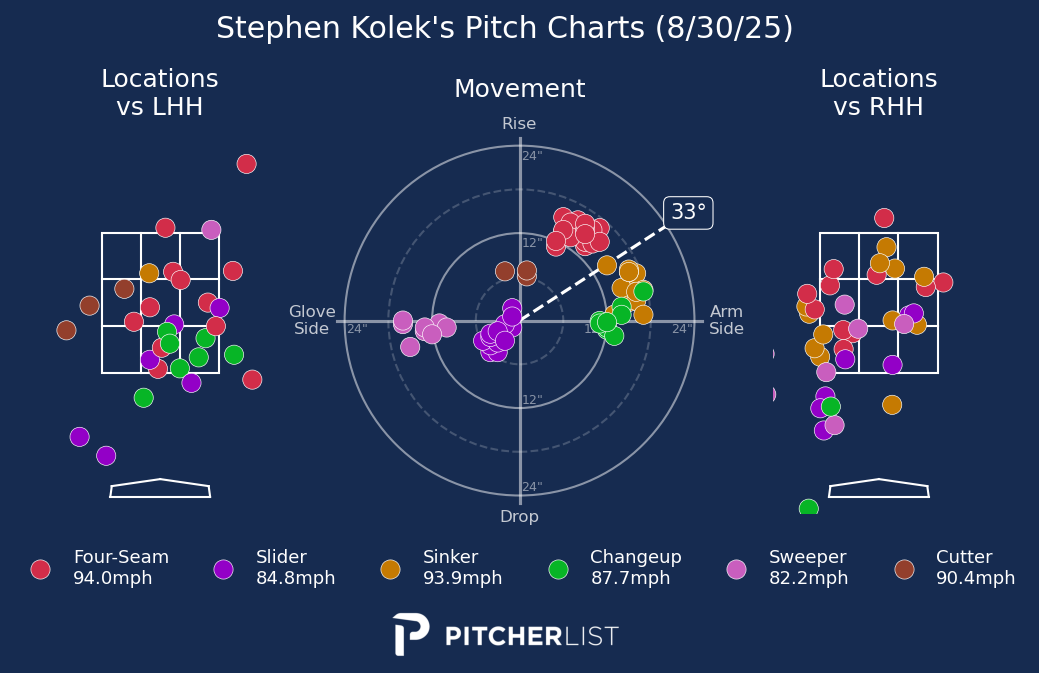 Stephen Kolek's Pitch Charts (8/30/25)
Locations
vs LHH
Movement
Locations
vs RHH
Rise
24"
33°
12"
Glove
Side
24"
24"
Arm
Side
12"
24"
Drop
Four-Seam
94.0mph
Slider
84.8mph
Sinker
93.9mph
Changeup
87.7mph
Sweeper
82.2mph
Cutter
90.4mph
PITCHERLIST